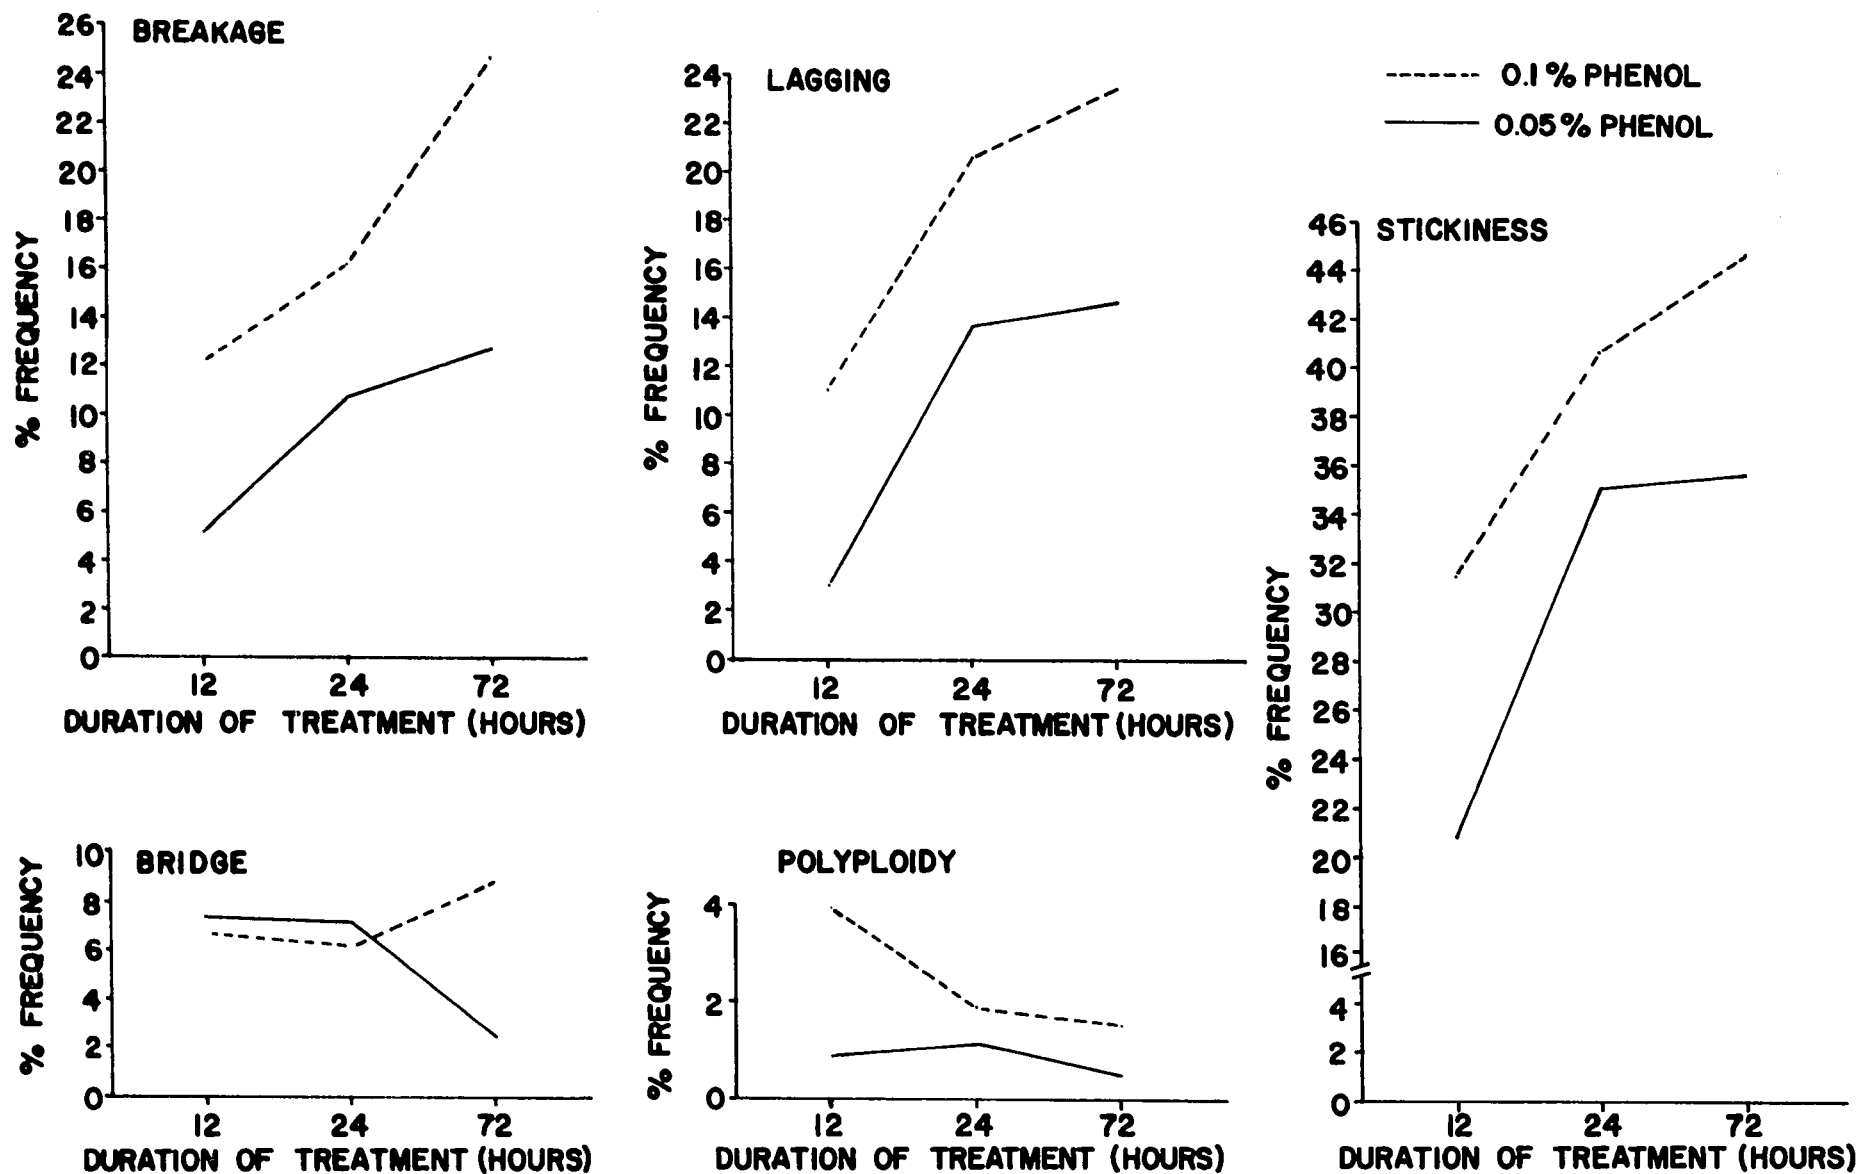 BREAKAGE
26
24
22
20
18
16
14
12
10
8
6
4
2
0
% FREQUENCY
12 24 72
DURATION OF TREATMENT (HOURS)
LAGGING
24
22
20
18
16
14
12
10
8
6
4
2
0
% FREQUENCY
12 24 72
DURATION OF TREATMENT (HOURS)
0.1% PHENOL
0.05% PHENOL
STICKINESS
46
44
42
40
38
36
34
32
30
28
26
24
22
20
18
16
4
2
0
% FREQUENCY
12 24 72
DURATION OF TREATMENT (HOURS)
BRIDGE
10
8
6
4
2
0
% FREQUENCY
12 24 72
DURATION OF TREATMENT (HOURS)
POLYPLOIDY
4
2
0
% FREQUENCY
12 24 72
DURATION OF TREATMENT (HOURS)